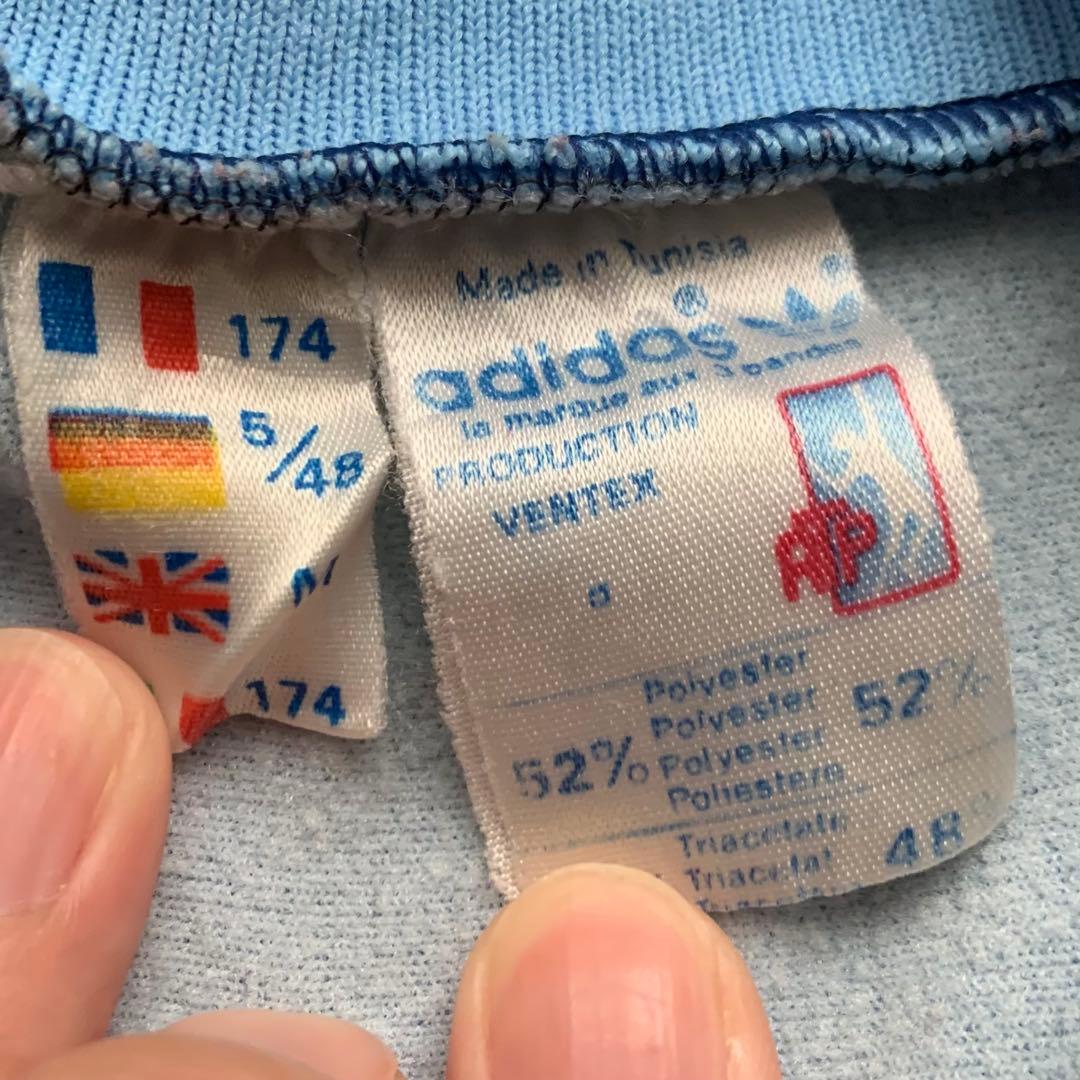 174
5/48
174
Made in Tunisia
adidas®
®
la marque aux 3 bandes
PRODUCTION
VENTEX
Polyester
Polyester
52% Polyester 52%
Poliestere
Triacetate
Triacetat
48